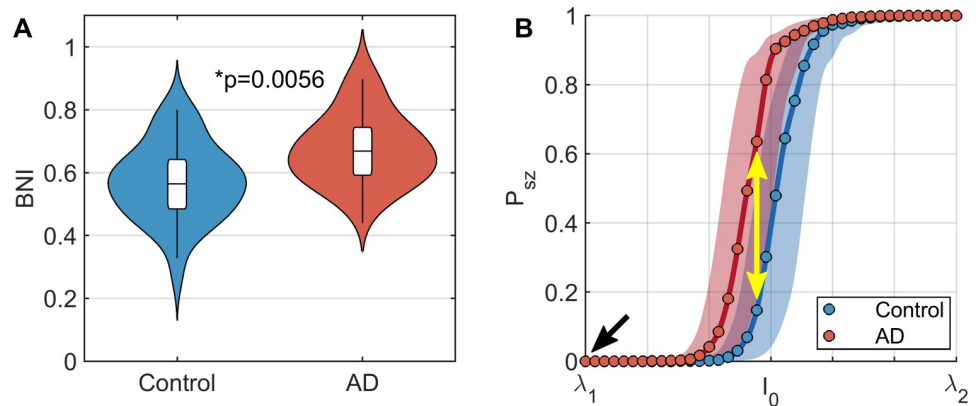 A
BNI
1
0.8
0.6
0.4
0.2
0
*p=0.0056
Control
AD
B
P_sz
1
0.8
0.6
0.4
0.2
0
Control
AD
λ₁
I₀
λ₂